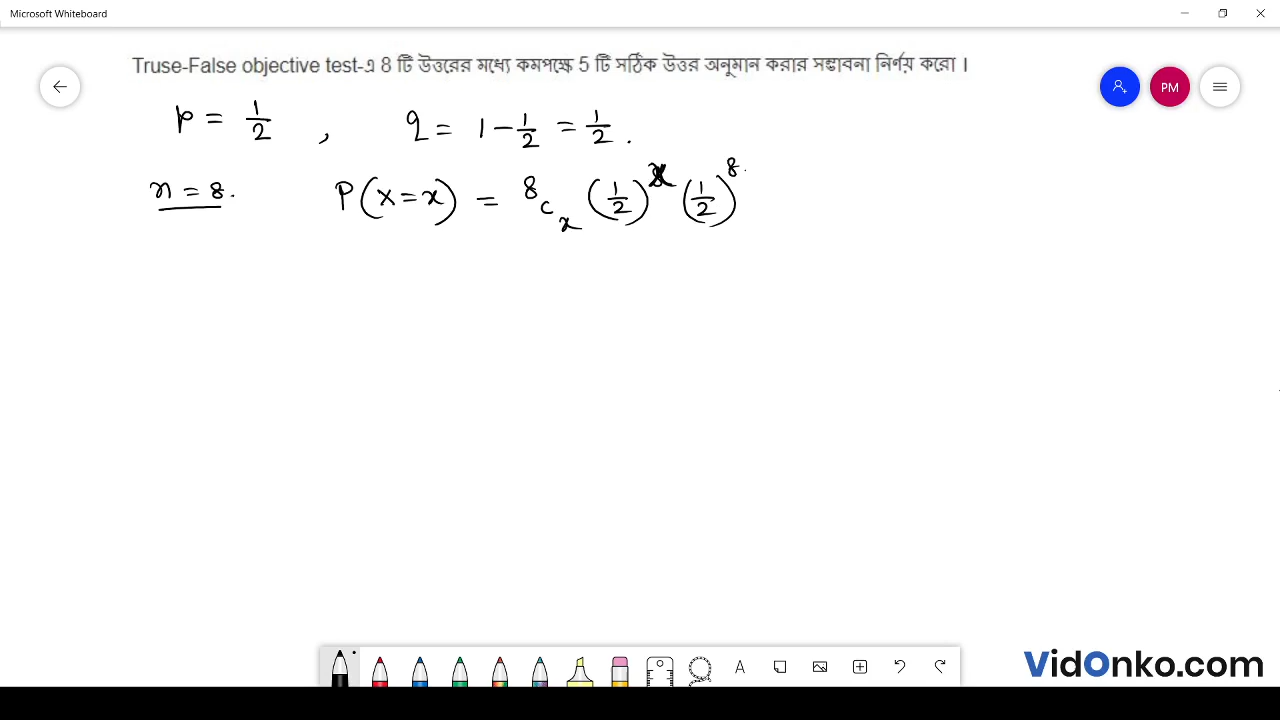 Microsoft Whiteboard
Truse-False objective test-এ 8 টি উত্তরের মধ্যে কমপক্ষে 5 টি সঠিক উত্তর অনুমান করার সম্ভাবনা নির্ণয় করো ।
PM
p = 1/2 , q = 1 - 1/2 = 1/2 .
n = 8. P(X=x) = ⁸Cₓ (1/2)ˣ (1/2)⁸
A
VidOnko.com